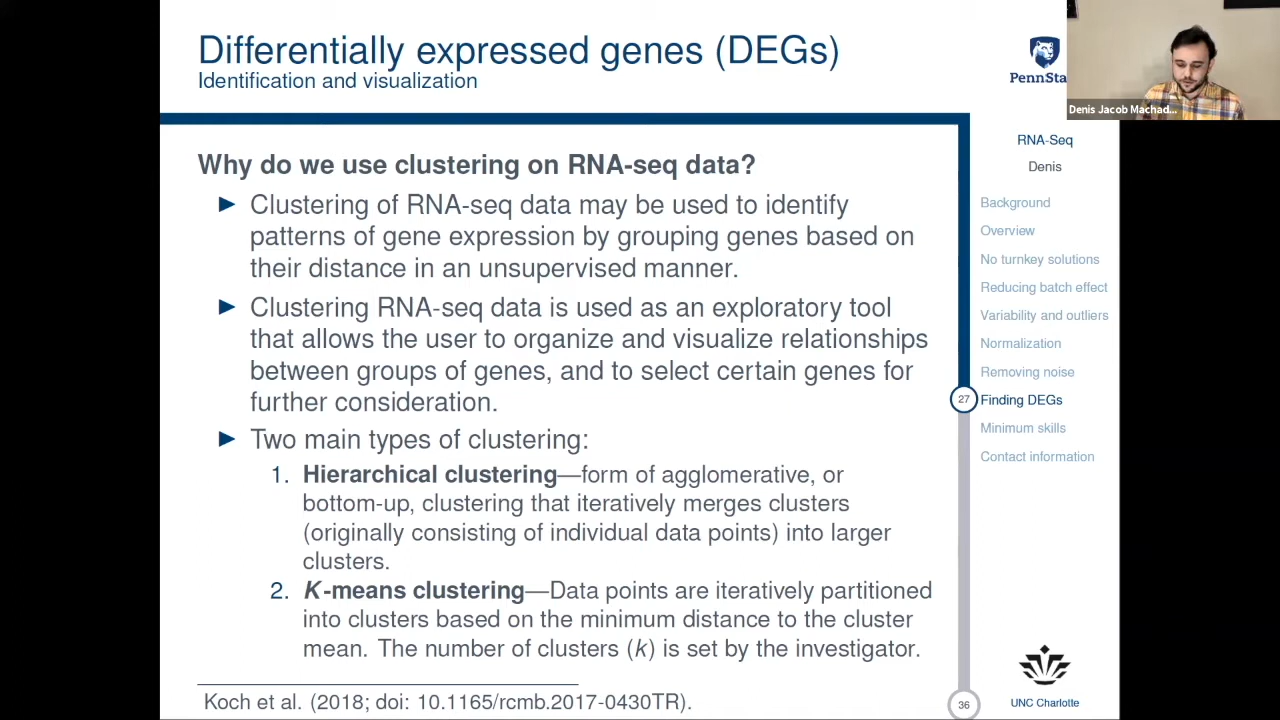 Differentially expressed genes (DEGs)
Identification and visualization
PennSta
Denis Jacob Machad...
RNA-Seq
Denis
Background
Overview
No turnkey solutions
Reducing batch effect
Variability and outliers
Normalization
Removing noise
27
Finding DEGs
Minimum skills
Contact information
Why do we use clustering on RNA-seq data?
Clustering of RNA-seq data may be used to identify
patterns of gene expression by grouping genes based on
their distance in an unsupervised manner.
Clustering RNA-seq data is used as an exploratory tool
that allows the user to organize and visualize relationships
between groups of genes, and to select certain genes for
further consideration.
Two main types of clustering:
1. Hierarchical clustering—form of agglomerative, or
bottom-up, clustering that iteratively merges clusters
(originally consisting of individual data points) into larger
clusters.
2. K-means clustering—Data points are iteratively partitioned
into clusters based on the minimum distance to the cluster
mean. The number of clusters (k) is set by the investigator.
Koch et al. (2018; doi: 10.1165/rcmb.2017-0430TR).
36
UNC Charlotte